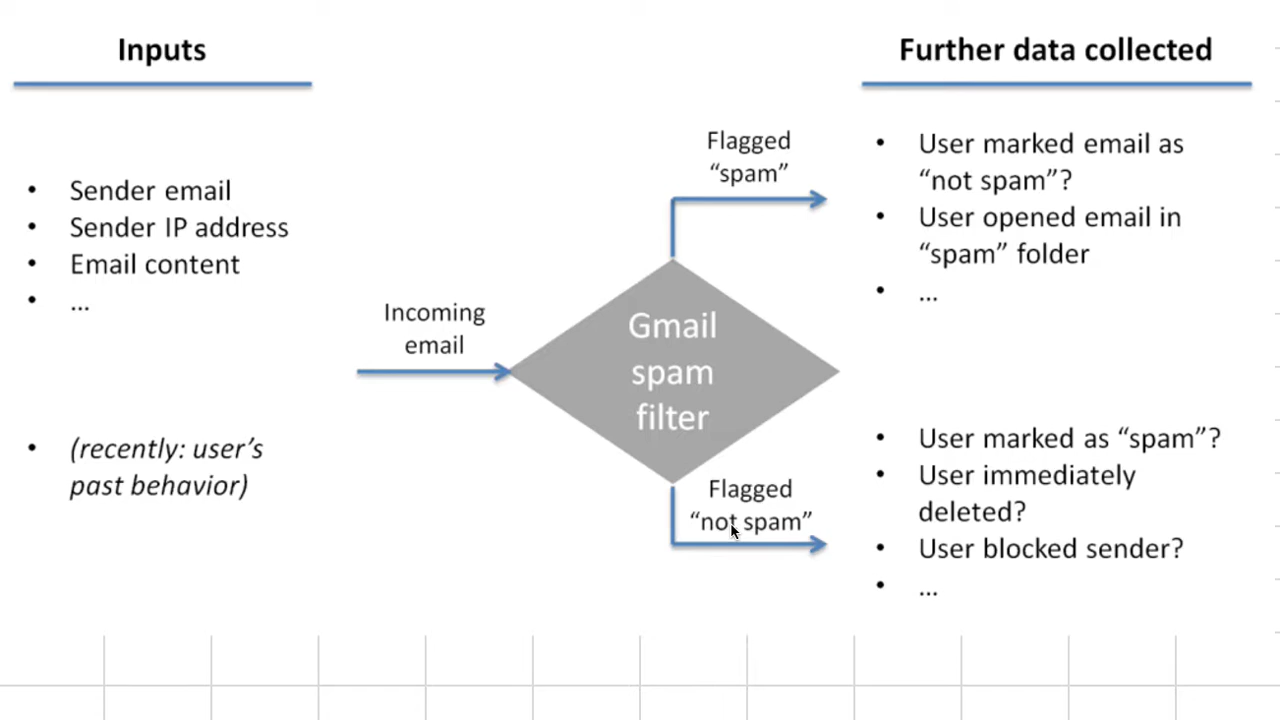 Inputs
• Sender email
• Sender IP address
• Email content
• ...
• (recently: user’s
past behavior)
Incoming
email
Gmail
spam
filter
Flagged
“spam”
Flagged
“not spam”
Further data collected
• User marked email as
“not spam”?
• User opened email in
“spam” folder
• ...
• User marked as “spam”?
• User immediately
deleted?
• User blocked sender?
• ...